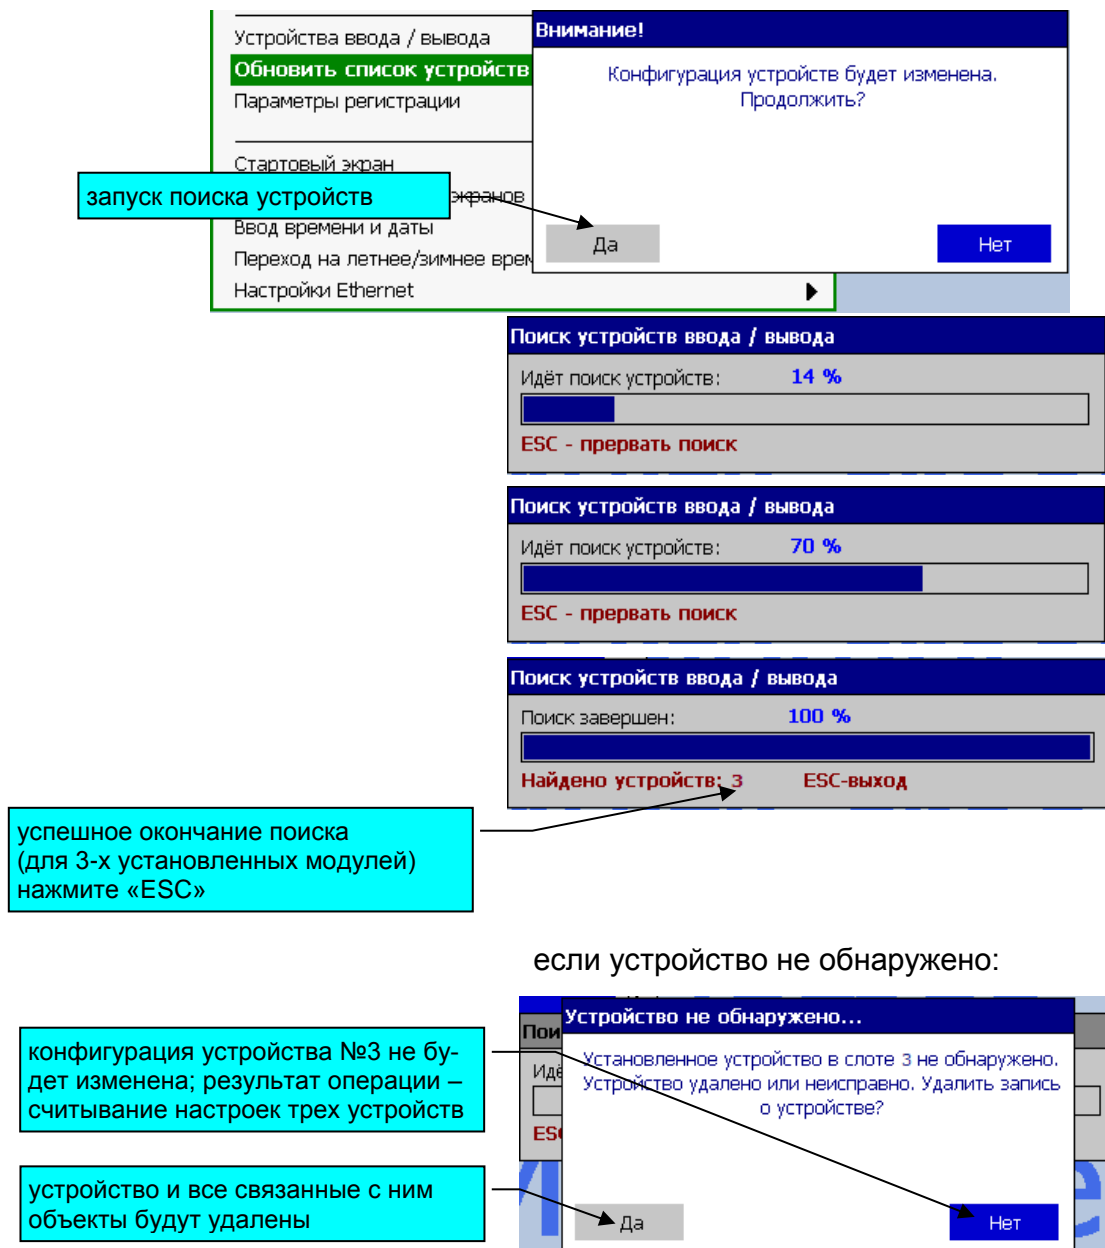 Устройства ввода / вывода
Обновить список устройств
Параметры регистрации
Стартовый экран
экранов
Ввод времени и даты
Переход на летнее/зимнее врем
Настройки Ethernet
Внимание!
Конфигурация устройств будет изменена.
Продолжить?
Да
Нет
запуск поиска устройств
Поиск устройств ввода / вывода
Идёт поиск устройств:
14 %
ESC - прервать поиск
Поиск устройств ввода / вывода
Идёт поиск устройств:
70 %
ESC - прервать поиск
Поиск устройств ввода / вывода
Поиск завершен:
100 %
Найдено устройств: 3
ESC-выход
успешное окончание поиска
(для 3-х установленных модулей)
нажмите «ESC»
если устройство не обнаружено:
Пои
Идё
ESC
Устройство не обнаружено...
Установленное устройство в слоте 3 не обнаружено.
Устройство удалено или неисправно. Удалить запись
о устройстве?
Да
Нет
конфигурация устройства №3 не бу-
дет изменена; результат операции –
считывание настроек трех устройств
устройство и все связанные с ним
объекты будут удалены